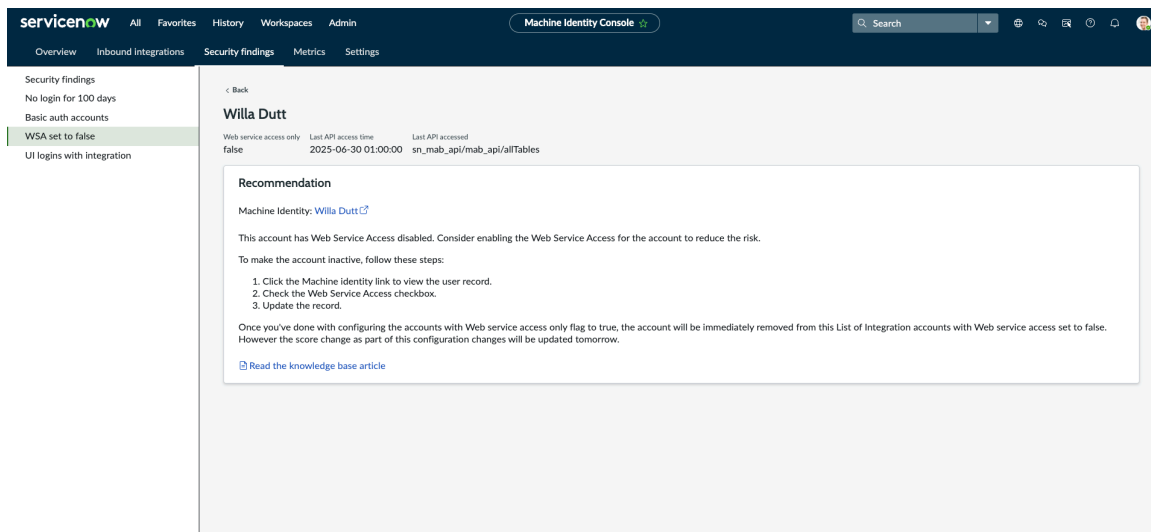 servicenow All Favorites History Workspaces Admin Machine Identity Console Search
Overview Inbound integrations Security findings Metrics Settings
Security findings
No login for 100 days
Basic auth accounts
WSA set to false
UI logins with integration
< Back
Willa Dutt
Web service access only Last API access time Last API accessed
false 2025-06-30 01:00:00 sn_mab_api/mab_api/allTables
Recommendation
Machine Identity: Willa Dutt
This account has Web Service Access disabled. Consider enabling the Web Service Access for the account to reduce the risk.
To make the account inactive, follow these steps:
1. Click the Machine identity link to view the user record.
2. Check the Web Service Access checkbox.
3. Update the record.
Once you've done with configuring the accounts with Web service access only flag to true, the account will be immediately removed from this List of Integration accounts with Web service access set to false.
However the score change as part of this configuration changes will be updated tomorrow.
Read the knowledge base article